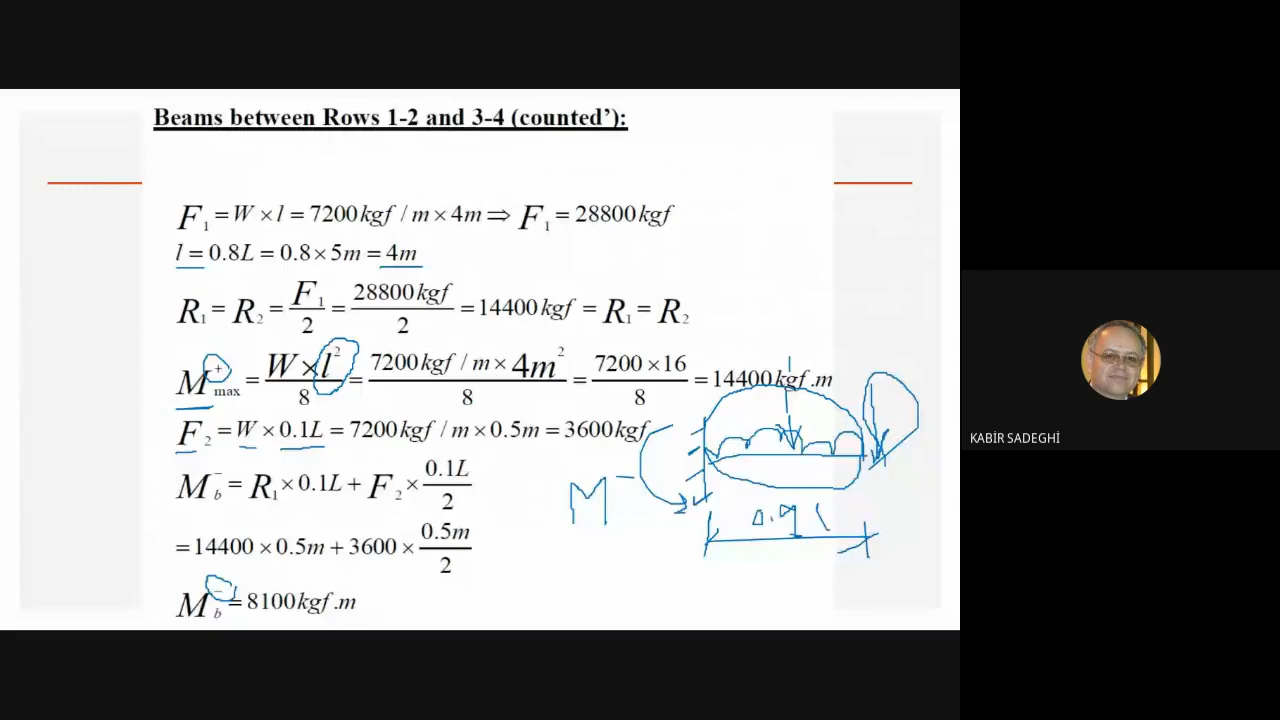 Beams between Rows 1-2 and 3-4 (counted’):
F₁ = W × l = 7200 kgf / m × 4m ⇒ F₁ = 28800 kgf
l = 0.8L = 0.8 × 5m = 4m
R₁ = R₂ = F₁/2 = 28800 kgf/2 = 14400 kgf = R₁ = R₂
M⁺max = W × l²/8 = 7200 kgf / m × 4m²/8 = 7200 × 16/8 = 14400 kgf.m
F₂ = W × 0.1L = 7200 kgf / m × 0.5m = 3600 kgf
M⁻b = R₁ × 0.1L + F₂ × 0.1L/2
= 14400 × 0.5m + 3600 × 0.5m/2
M⁻b = 8100 kgf.m
M⁻
KABİR SADEGHİ